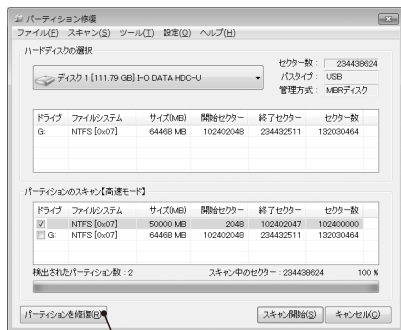 パーティション修復
ファイル(F) スキャン(S) ツール(T) 設定(O) ヘルプ(H)
ハードディスクの選択
ディスク 1 [111.79 GB] I-O DATA HDC-U
セクター数: 234438624
バスタイプ: USB
管理方式: MBRディスク
ドライブ ファイルシステム サイズ(MB) 開始セクター 終了セクター セクター数
G: NTFS [0x07] 64468 MB 102402048 234432511 132030464
パーティションのスキャン【高速モード】
ドライブ ファイルシステム サイズ(MB) 開始セクター 終了セクター セクター数
NTFS [0x07] 50000 MB 2048 102402047 102400000
G: NTFS [0x07] 64468 MB 102402048 234432511 132030464
検出されたパーティション数:2 スキャン中のセクター:234438624 100 %
パーティションを修復(R) スキャン開始(S) キャンセル(C)